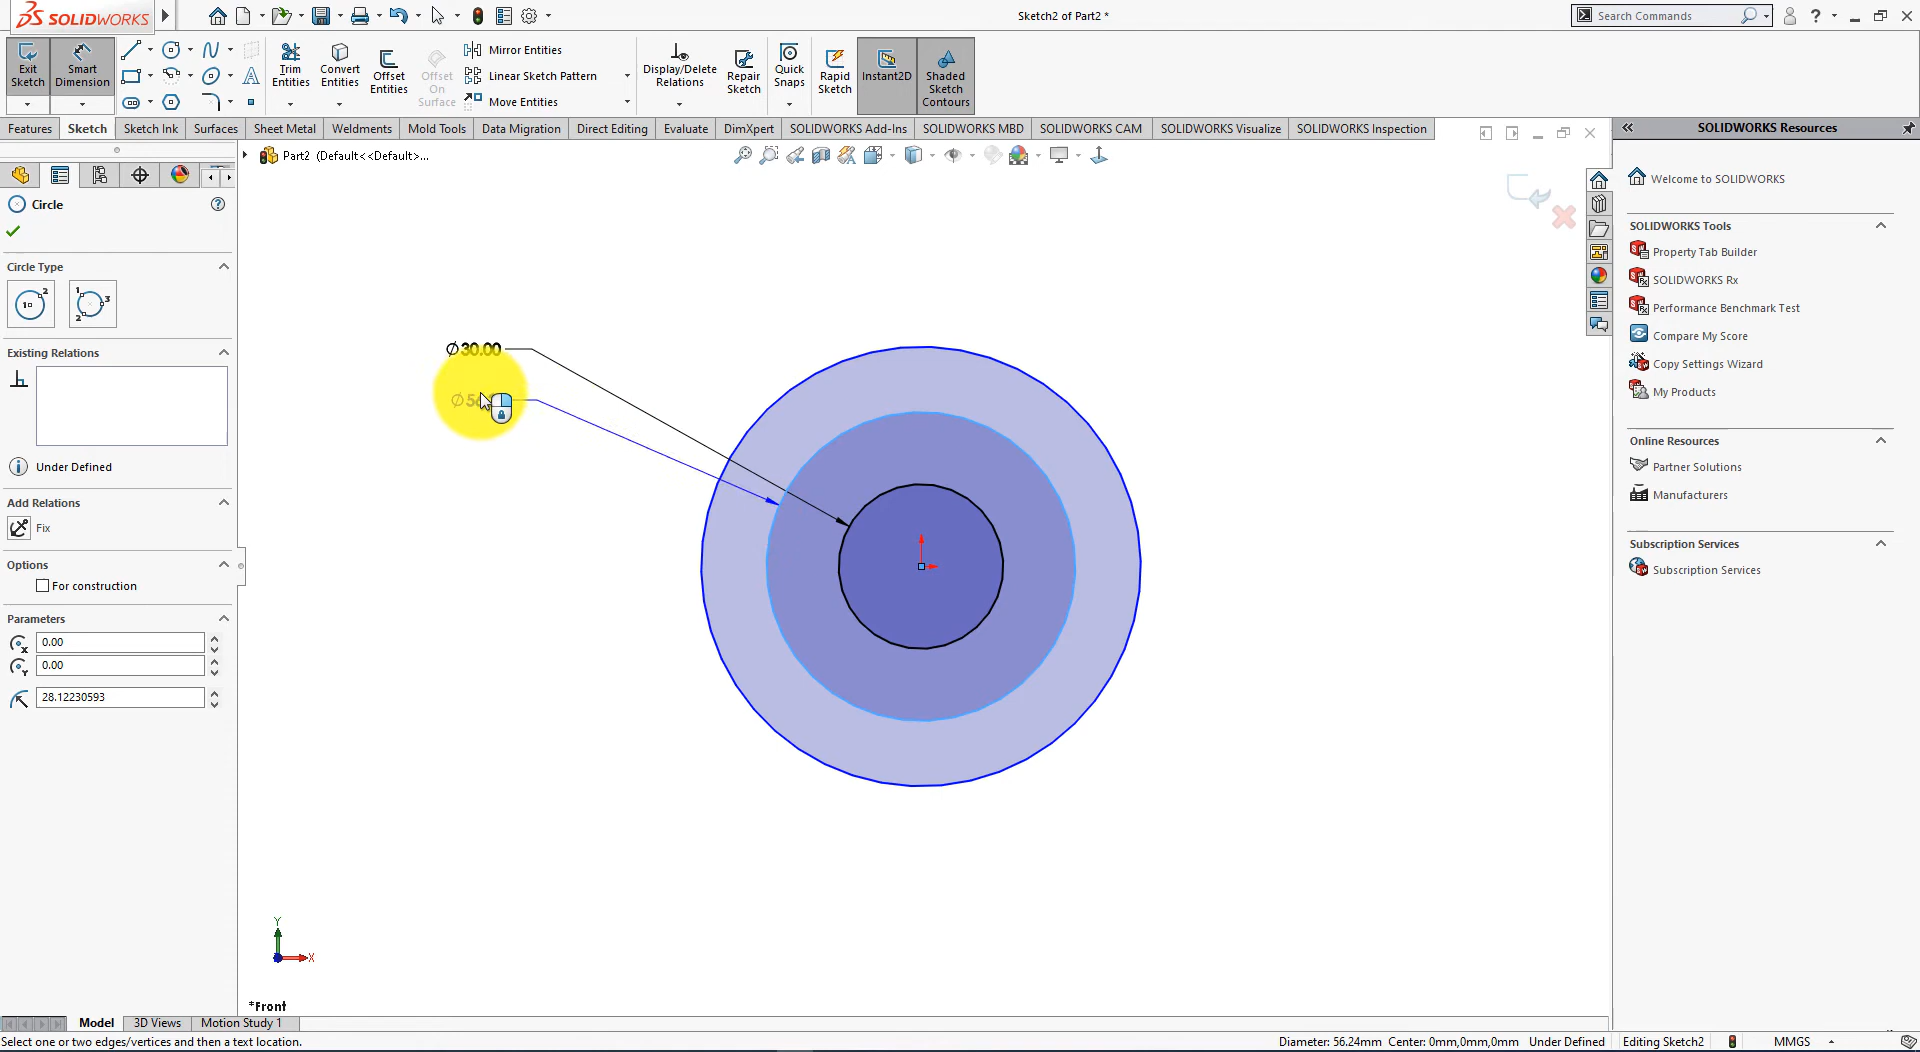 SOLIDWORKS
Sketch2 of Part2 *
Search Commands
Exit Sketch
Smart Dimension
Trim Entities
Convert Entities
Offset Entities
Offset On Surface
Mirror Entities
Linear Sketch Pattern
Move Entities
Display/Delete Relations
Repair Sketch
Quick Snaps
Rapid Sketch
Instant2D
Shaded Sketch Contours
Features
Sketch
Sketch Ink
Surfaces
Sheet Metal
Weldments
Mold Tools
Data Migration
Direct Editing
Evaluate
DimXpert
SOLIDWORKS Add-Ins
SOLIDWORKS MBD
SOLIDWORKS CAM
SOLIDWORKS Visualize
SOLIDWORKS Inspection
Part2 (Default<<Default>...
Circle
Circle Type
Existing Relations
Under Defined
Add Relations
Fix
Options
For construction
Parameters
0.00
0.00
28.12230593
∅30.00
Y
X
*Front
SOLIDWORKS Resources
Welcome to SOLIDWORKS
SOLIDWORKS Tools
Property Tab Builder
SOLIDWORKS Rx
Performance Benchmark Test
Compare My Score
Copy Settings Wizard
My Products
Online Resources
Partner Solutions
Manufacturers
Subscription Services
Subscription Services
Model
3D Views
Motion Study 1
Select one or two edges/vertices and then a text location.
Diameter: 56.24mm Center: 0mm,0mm,0mm Under Defined
Editing Sketch2
MMGS